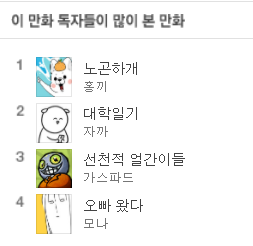 이 만화 독자들이 많이 본 만화
1
노곤하개
홍끼
2
대학일기
자까
3
선천적 얼간이들
가스파드
4
오빠 왔다
모나